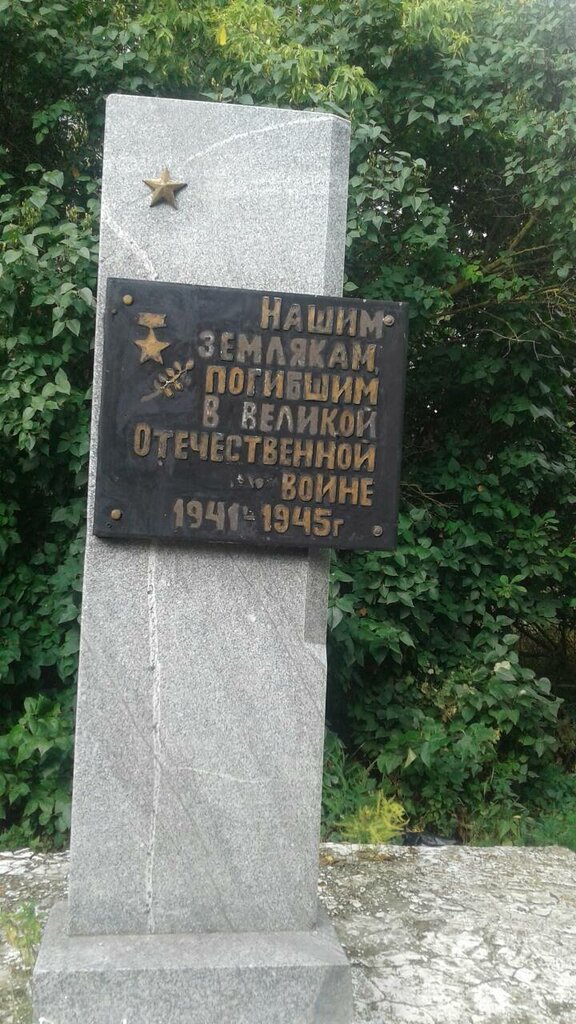 НАШИМ
ЗЕМЛЯКАМ,
ПОГИБШИМ
В ВЕЛИКОЙ
ОТЕЧЕСТВЕННОЙ
ВОЙНЕ
1941-1945г